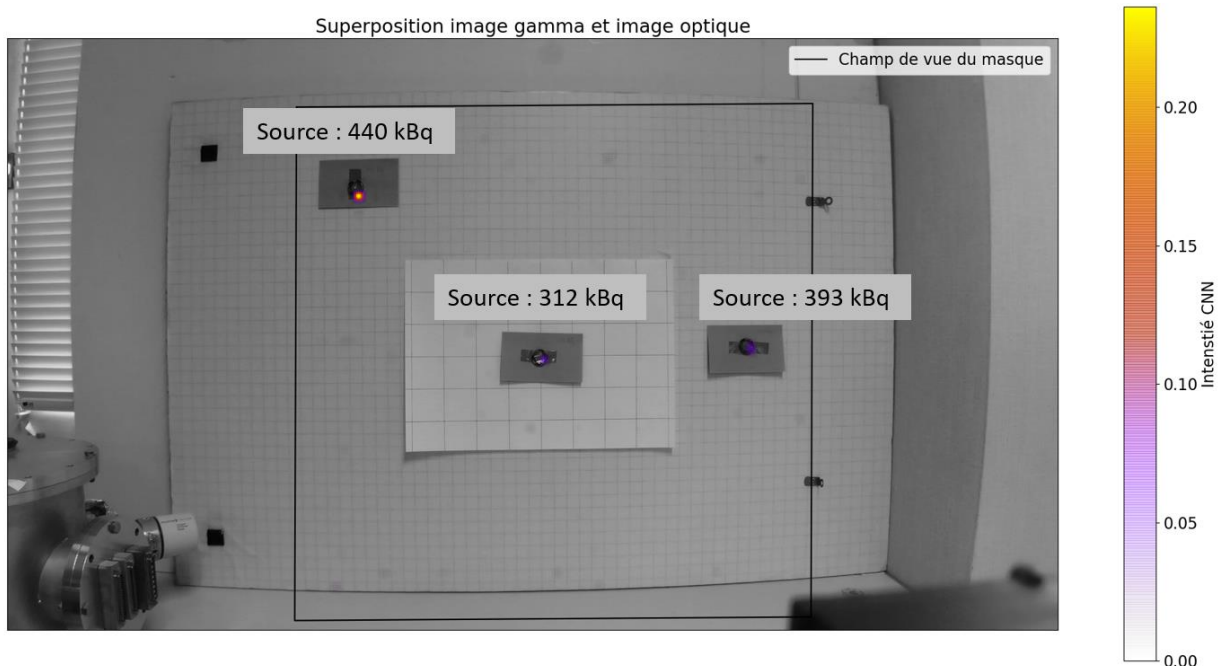 Superposition image gamma et image optique
Champ de vue du masque
Source : 440 kBq
Source : 312 kBq
Source : 393 kBq
0.20
0.15
0.10
0.05
0.00
Intenstié CNN